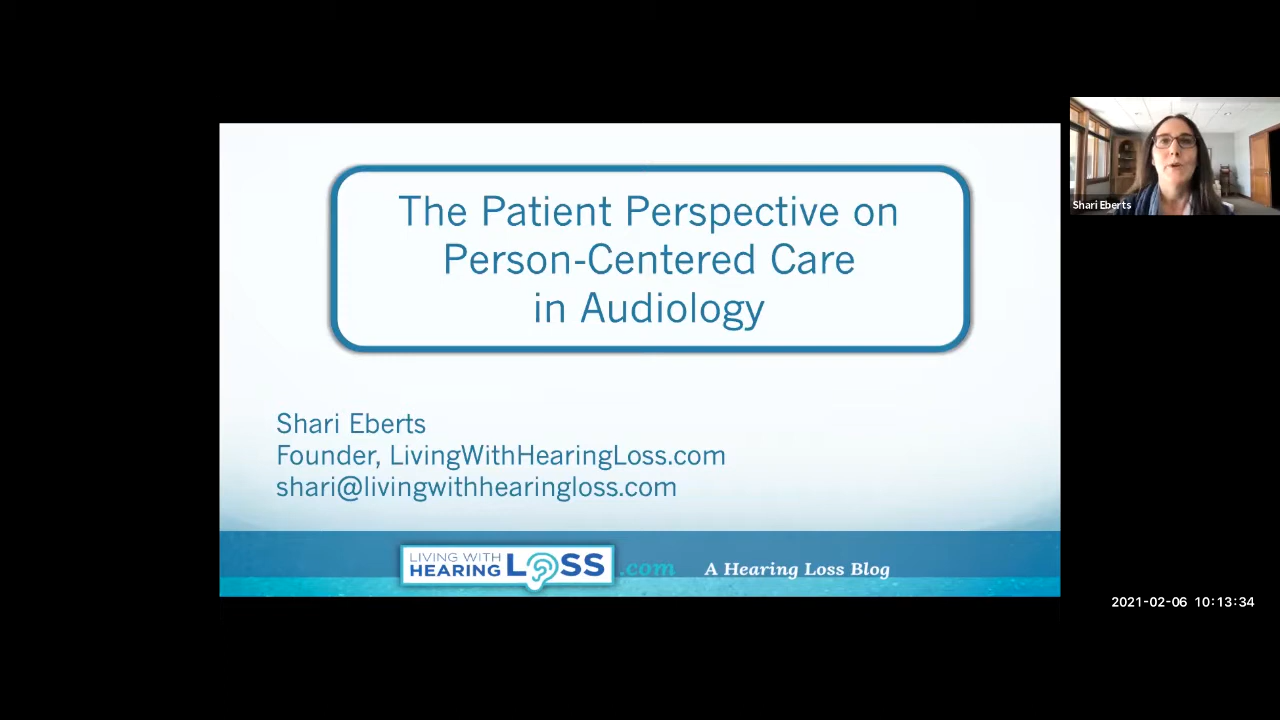 The Patient Perspective on
Person-Centered Care
in Audiology
Shari Eberts
Shari Eberts
Founder, LivingWithHearingLoss.com
shari@livingwithhearingloss.com
LIVING WITH
HEARING LOSS .com
A Hearing Loss Blog
2021-02-06 10:13:34